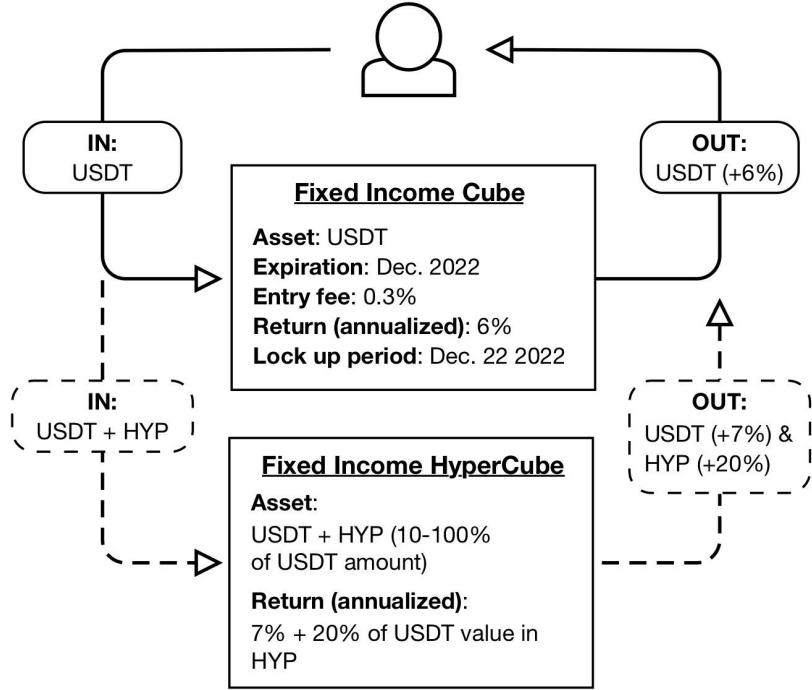 IN:
USDT
OUT:
USDT (+6%)
Fixed Income Cube
Asset: USDT
Expiration: Dec. 2022
Entry fee: 0.3%
Return (annualized): 6%
Lock up period: Dec. 22 2022
IN:
USDT + HYP
OUT:
USDT (+7%) &
HYP (+20%)
Fixed Income HyperCube
Asset:
USDT + HYP (10-100%
of USDT amount)
Return (annualized):
7% + 20% of USDT value in
HYP